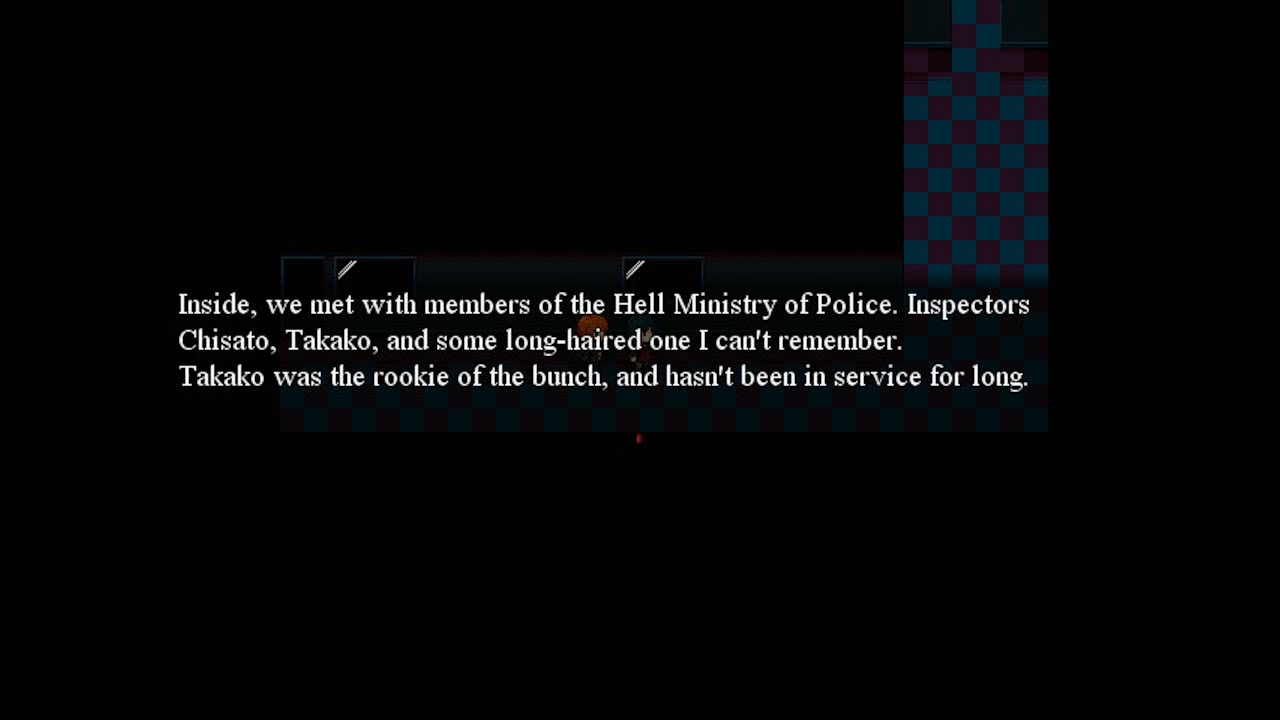 Inside, we met with members of the Hell Ministry of Police. Inspectors
Chisato, Takako, and some long-haired one I can't remember.
Takako was the rookie of the bunch, and hasn't been in service for long.